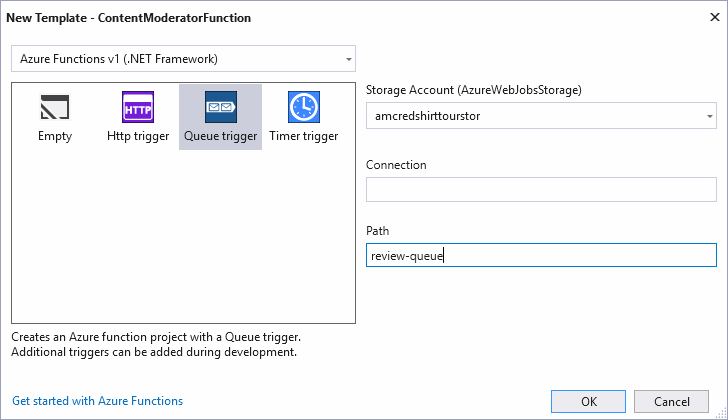 New Template - ContentModeratorFunction
Azure Functions v1 (.NET Framework)
Empty
HTTP
Http trigger
Queue trigger
Timer trigger
Creates an Azure function project with a Queue trigger.
Additional triggers can be added during development.
Storage Account (AzureWebJobsStorage)
amcredshirttourstor
Connection
Path
review-queue
Get started with Azure Functions
OK
Cancel